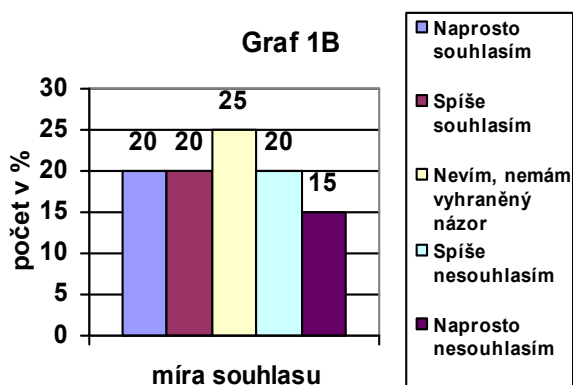 Graf 1B
počet v %
30
25
20
15
10
5
0
20
20
25
20
15
míra souhlasu
Naprosto
souhlasím
Spíše
souhlasím
Nevím, nemám
vyhraněný
názor
Spíše
nesouhlasím
Naprosto
nesouhlasím